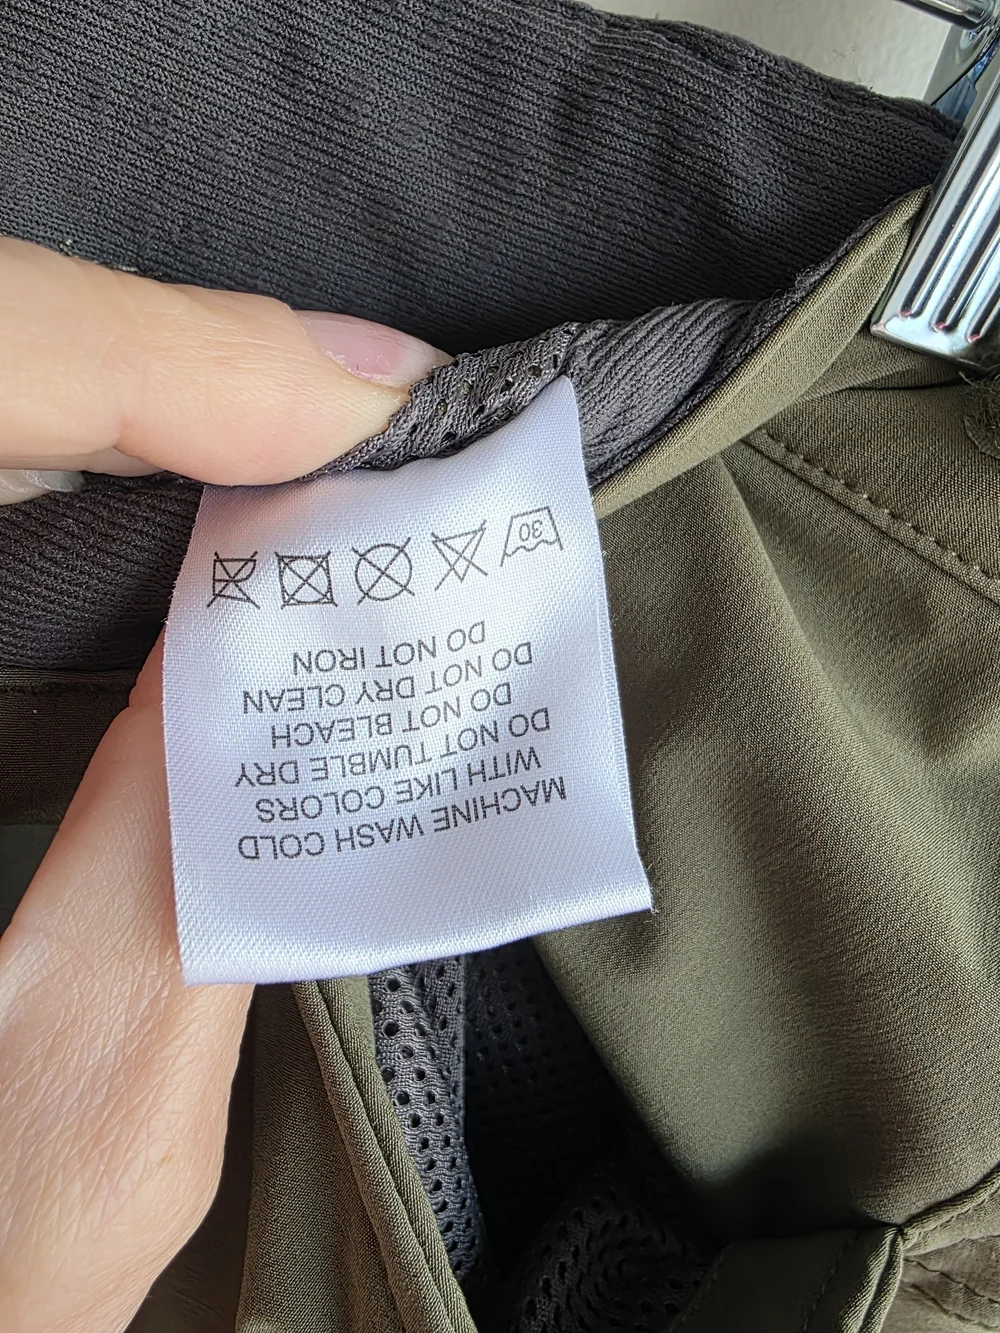 MACHINE WASH COLD
WITH LIKE COLORS
DO NOT TUMBLE DRY
DO NOT BLEACH
DO NOT DRY CLEAN
DO NOT IRON
30